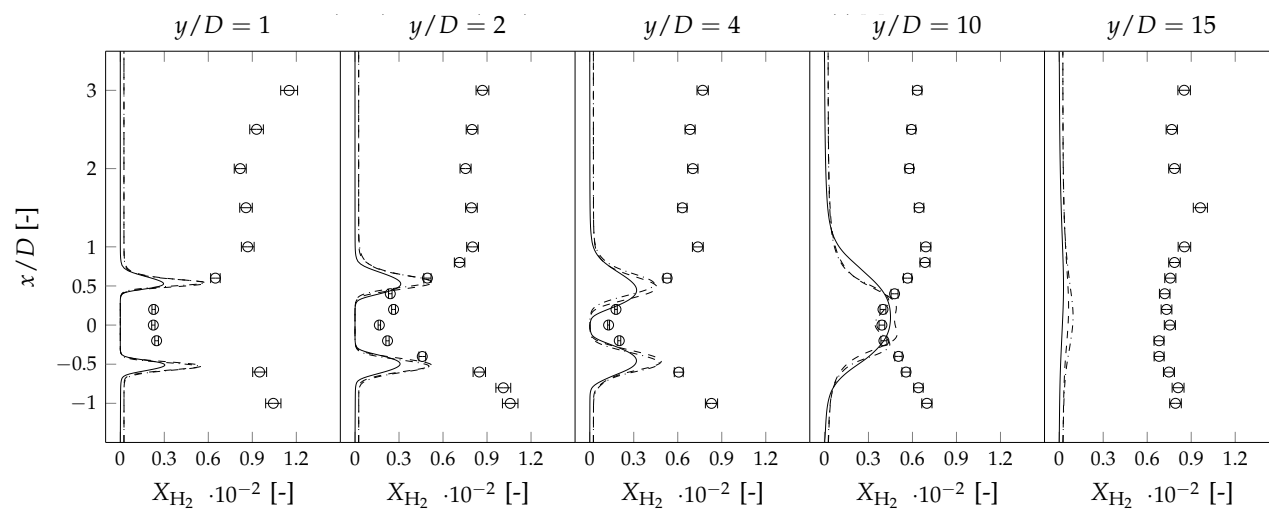 y/D = 1 y/D = 2 y/D = 4 y/D = 10 y/D = 15
3
2
1
0.5
0
−0.5
−1
x/D [-]
0 0.3 0.6 0.9 1.2 0 0.3 0.6 0.9 1.2 0 0.3 0.6 0.9 1.2 0 0.3 0.6 0.9 1.2 0 0.3 0.6 0.9 1.2
X_H₂ ·10⁻² [-] X_H₂ ·10⁻² [-] X_H₂ ·10⁻² [-] X_H₂ ·10⁻² [-] X_H₂ ·10⁻² [-]